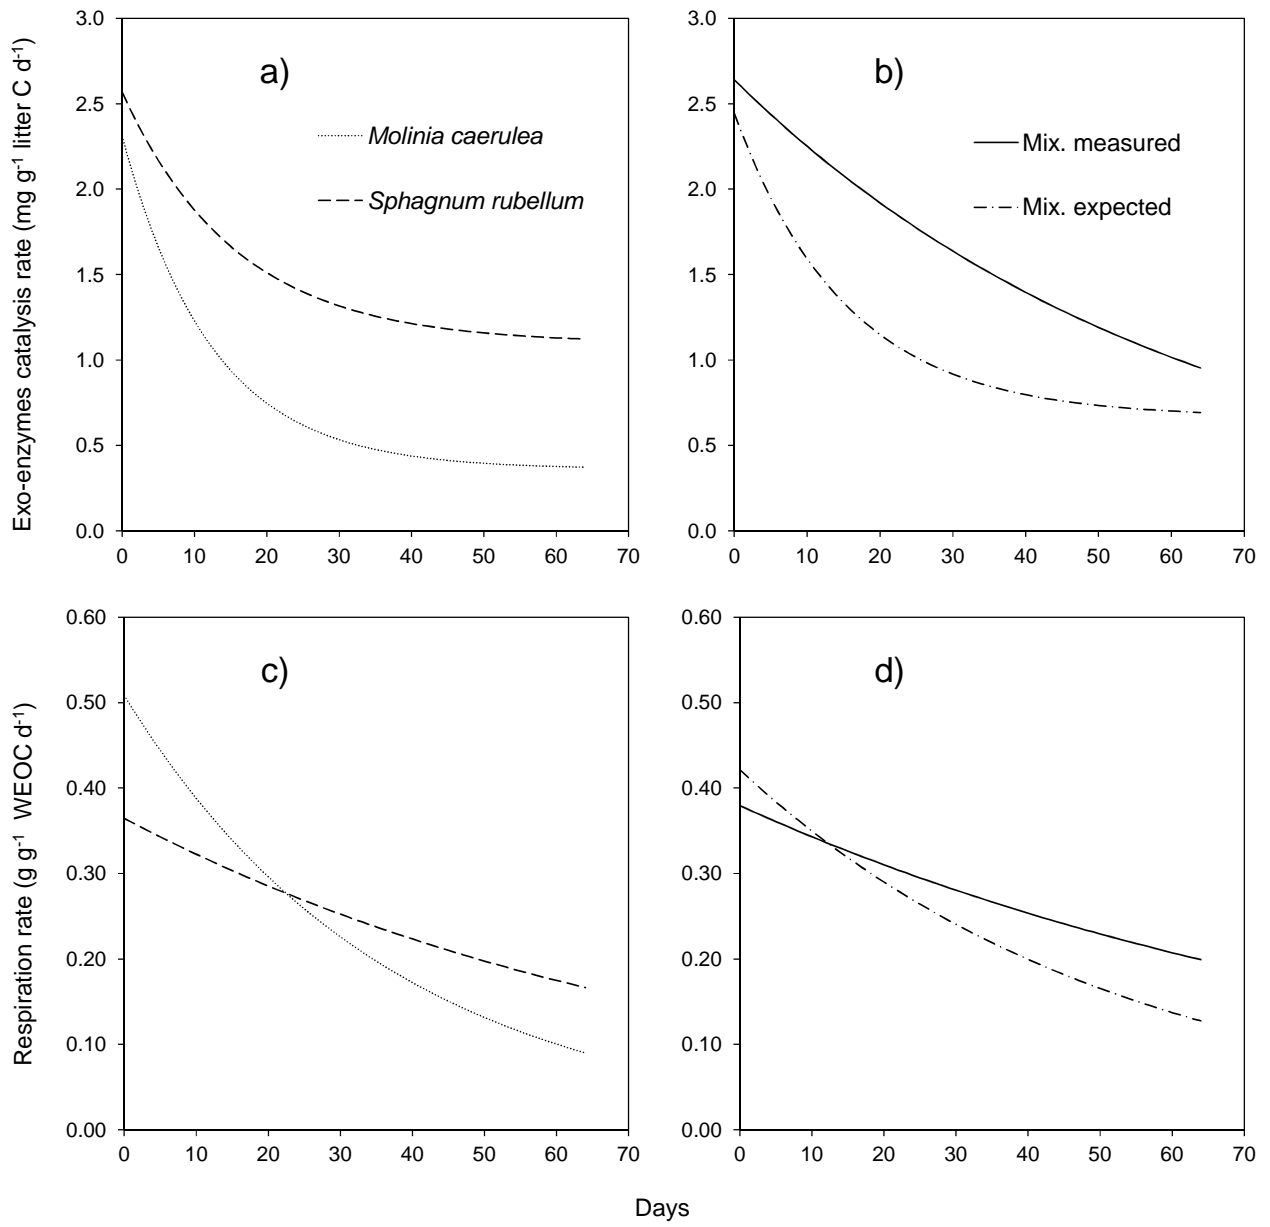 Exo-enzymes catalysis rate (mg g-1 litter C d-1)
3.0
2.5
2.0
1.5
1.0
0.5
0.0
0 10 20 30 40 50 60 70
a)
Molinia caerulea
Sphagnum rubellum
3.0
2.5
2.0
1.5
1.0
0.5
0.0
0 10 20 30 40 50 60 70
b)
Mix. measured
Mix. expected
Respiration rate (g g-1 WEOC d-1)
0.60
0.50
0.40
0.30
0.20
0.10
0.00
0 10 20 30 40 50 60 70
c)
0.60
0.50
0.40
0.30
0.20
0.10
0.00
0 10 20 30 40 50 60 70
d)
Days